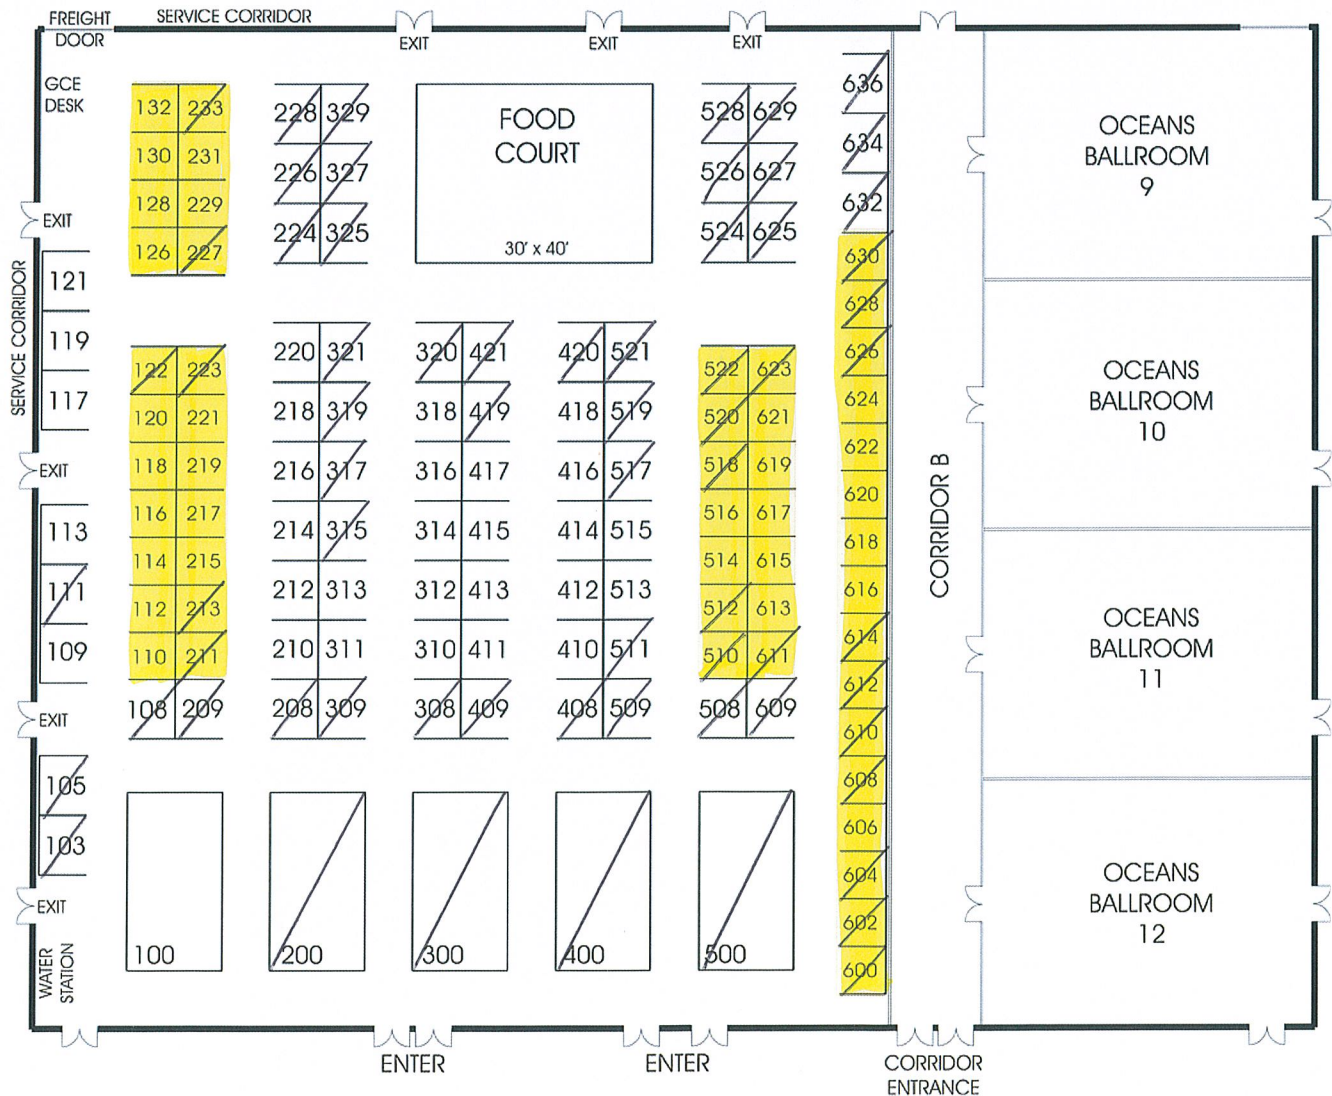 FREIGHT
DOOR
SERVICE CORRIDOR
EXIT
EXIT
EXIT
GCE
DESK
132 233
130 231
128 229
126 227
228 329
226 327
224 325
FOOD
COURT
30' x 40'
528 629
526 627
524 625
636
634
632
630
628
626
624
622
620
618
616
614
612
610
608
606
604
602
600
EXIT
SERVICE CORRIDOR
121
119
117
EXIT
113
111
109
EXIT
105
103
EXIT
WATER
STATION
122 223
120 221
118 219
116 217
114 215
112 213
110 211
108 209
220 321
218 319
216 317
214 315
212 313
210 311
208 309
320 421
318 419
316 417
314 415
312 413
310 411
308 409
420 521
418 519
416 517
414 515
412 513
410 511
408 509
522 623
520 621
518 619
516 617
514 615
512 613
510 611
508 609
100
200
300
400
500
CORRIDOR B
OCEANS
BALLROOM
9
OCEANS
BALLROOM
10
OCEANS
BALLROOM
11
OCEANS
BALLROOM
12
ENTER
ENTER
CORRIDOR
ENTRANCE